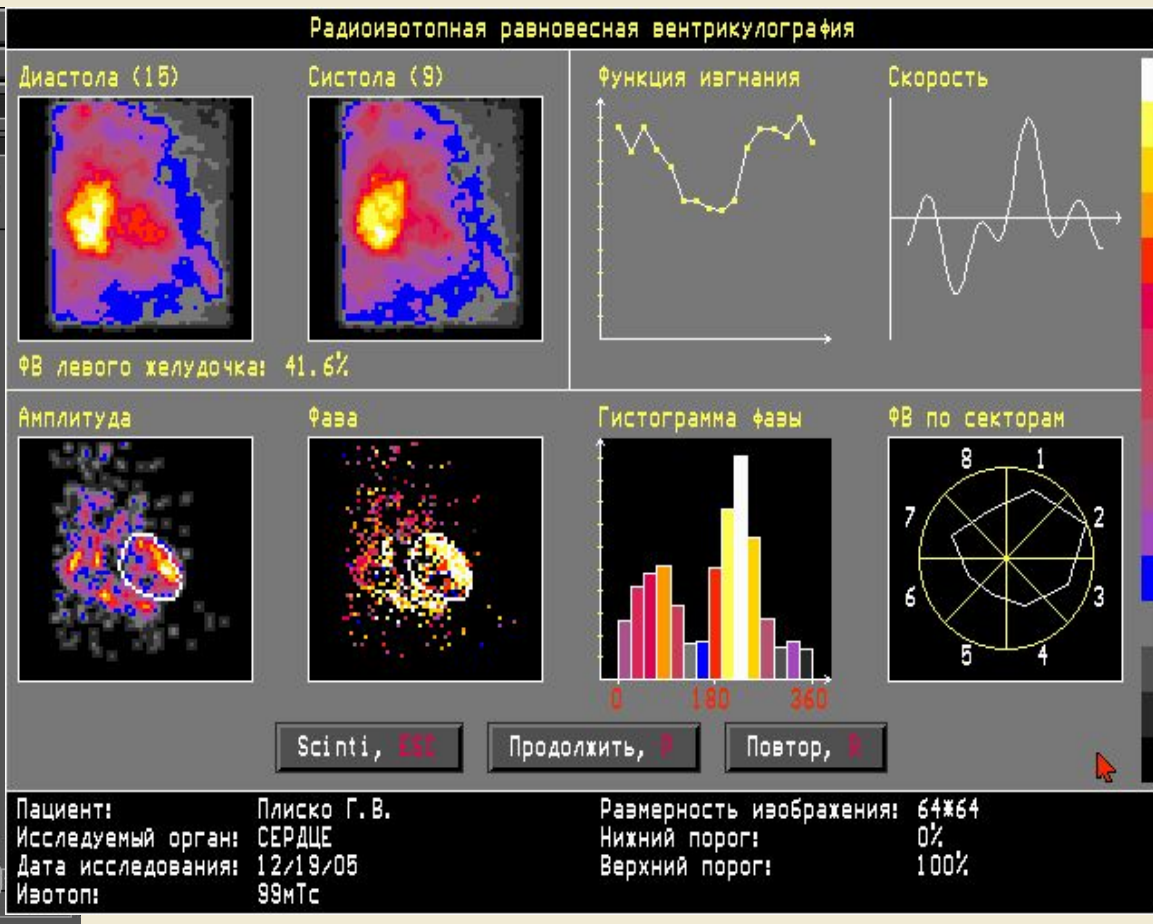 Радиоизотопная равновесная вентрикулография
Диастола (15)
Систола (9)
Функция изгнания
Скорость
ФВ левого желудочка: 41.6%
Амплитуда
Фаза
Гистограмма фазы
ФВ по секторам
8 1
7 2
6 3
5 4
0 180 360
Scinti, ESC
Продолжить,
Повтор,
Пациент: Плиско Г.В.
Исследуемый орган: СЕРДЦЕ
Дата исследования: 12/19/05
Изотоп: 99мТс
Размерность изображения: 64*64
Нижний порог: 0%
Верхний порог: 100%